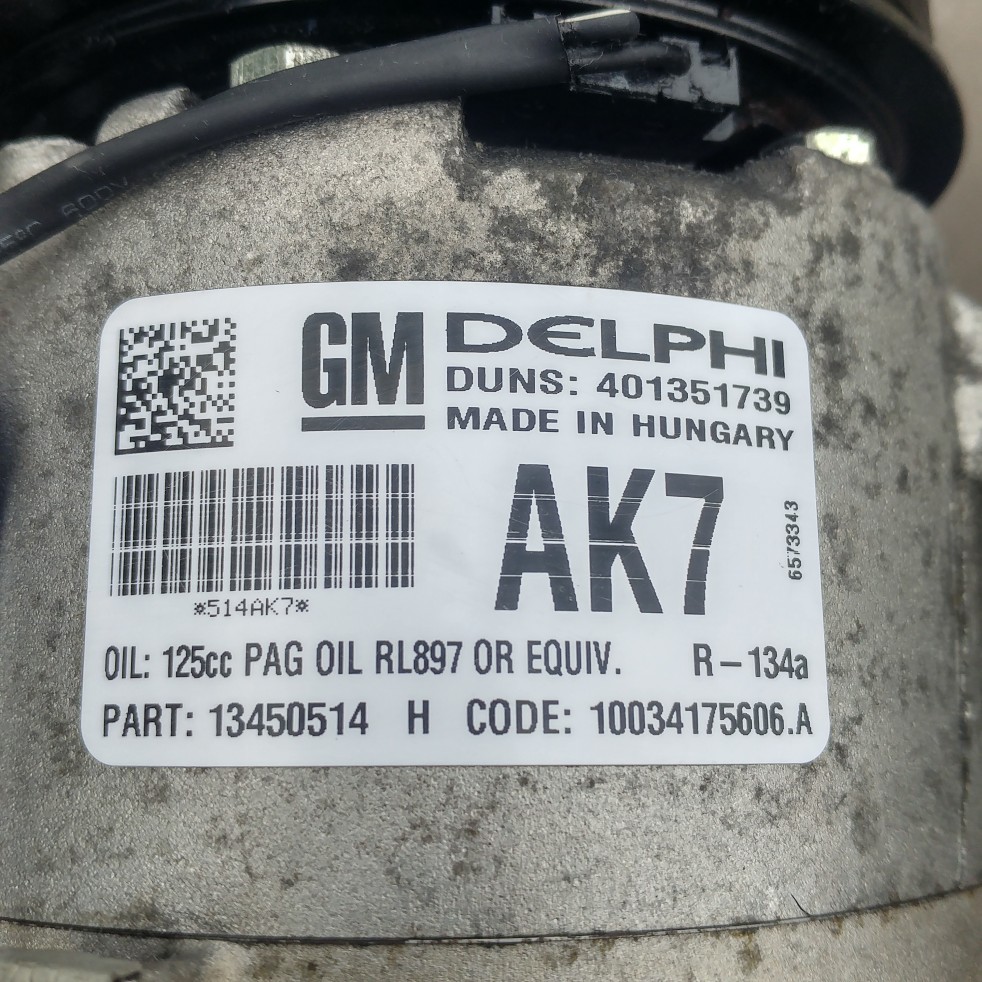 600V
GM
DELPHI
DUNS: 401351739
MADE IN HUNGARY
AK7
6573343
*514AK7*
OIL: 125cc PAG OIL RL897 OR EQUIV. R-134a
PART: 13450514 H CODE: 10034175606.A